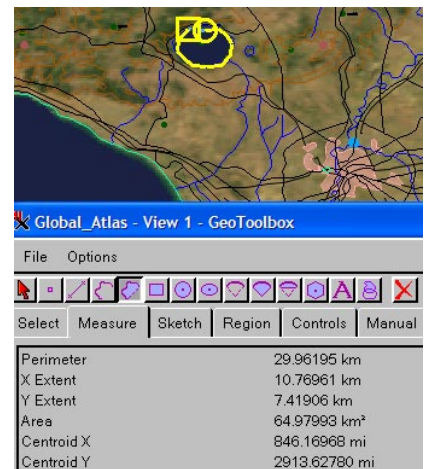 Global_Atlas - View 1 - GeoToolbox
File Options
A
Select Measure Sketch Region Controls Manual
Perimeter 29.96195 km
X Extent 10.76961 km
Y Extent 7.41906 km
Area 64.97993 km²
Centroid X 846.16968 mi
Centroid Y 2913.62780 mi